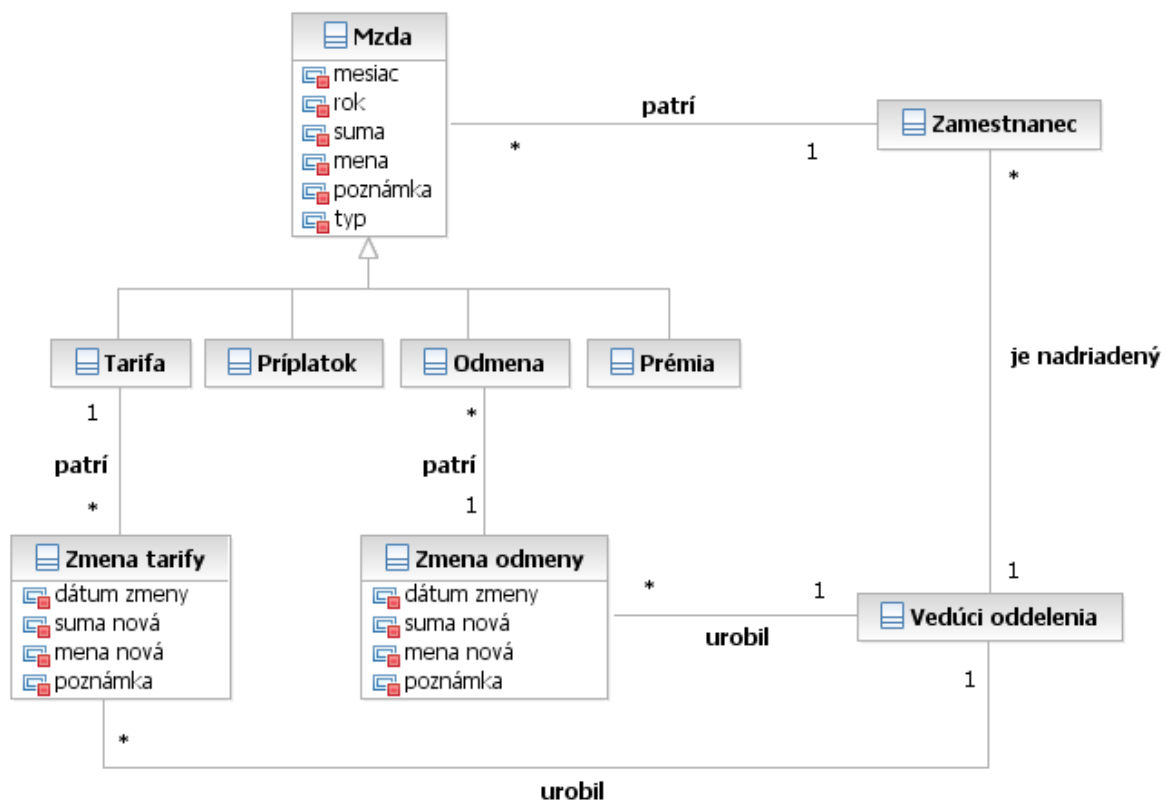 Mzda
mesiac
rok
suma
mena
poznámka
typ
patrí
* 1
Zamestnanec
*
je nadriadený
1
Tarifa Príplatok Odmena Prémia
1 *
patrí patrí
* 1
Zmena tarify
dátum zmeny
suma nová
mena nová
poznámka
Zmena odmeny
dátum zmeny
suma nová
mena nová
poznámka
* 1
urobil
Vedúci oddelenia
1
*
urobil